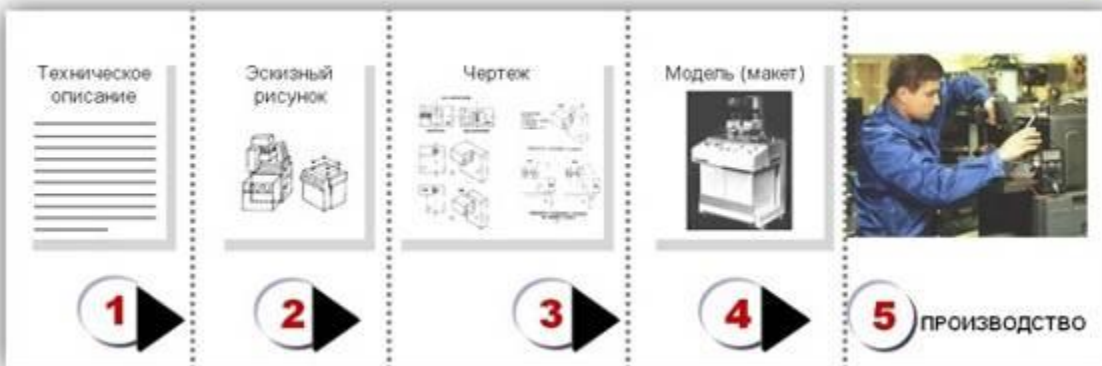 Техническое
описание
Эскизный
рисунок
Чертеж
Модель (макет)
1
2
3
4
5 ПРОИЗВОДСТВО